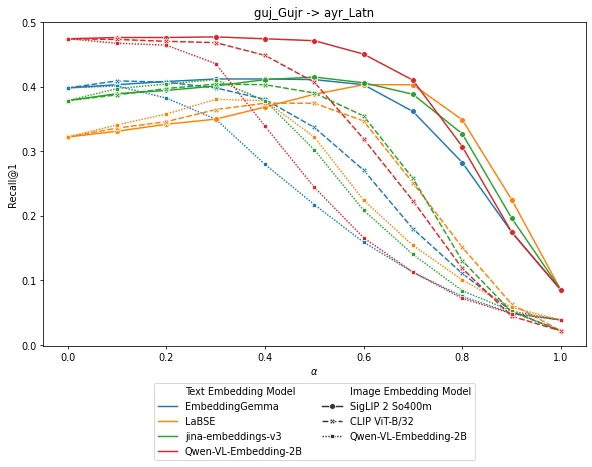 guj_Gujr -> ayr_Latn
Recall@1
0.5
0.4
0.3
0.2
0.1
0.0
0.0 0.2 0.4 0.6 0.8 1.0
α
Text Embedding Model
EmbeddingGemma
LaBSE
jina-embeddings-v3
Qwen-VL-Embedding-2B
Image Embedding Model
SigLIP 2 So400m
CLIP ViT-B/32
Qwen-VL-Embedding-2B